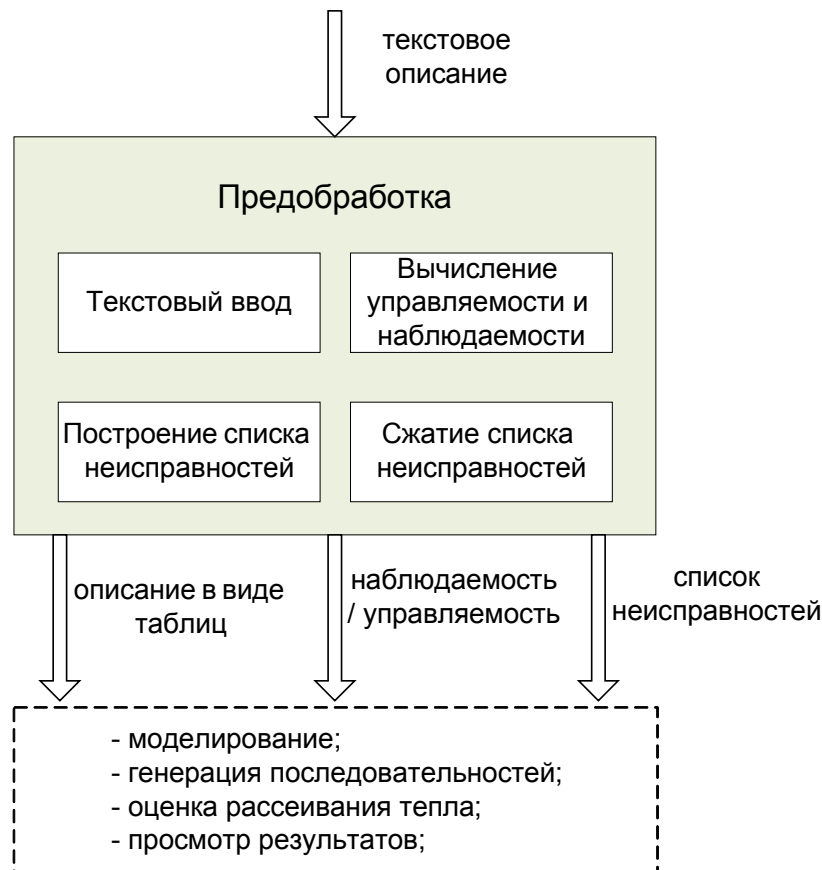 текстовое
описание
Предобработка
Текстовый ввод
Вычисление
управляемости и
наблюдаемости
Построение списка
неисправностей
Сжатие списка
неисправностей
описание в виде
таблиц
наблюдаемость
/ управляемость
список
неисправностей
- моделирование;
- генерация последовательностей;
- оценка рассеивания тепла;
- просмотр результатов;